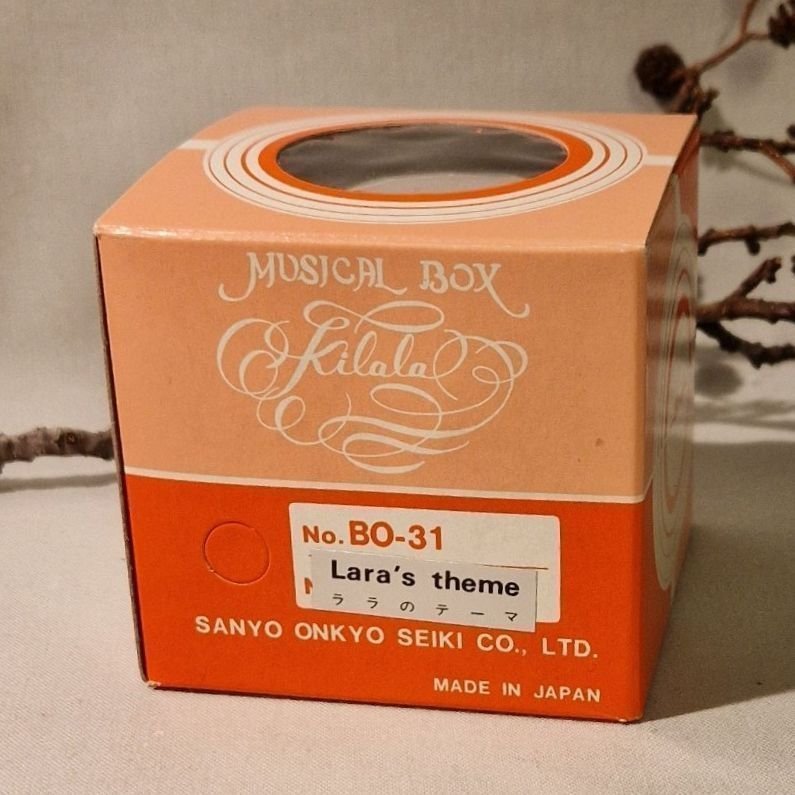 MUSICAL BOX
Kilala
No. BO-31
Lara's theme
ララのテーマ
SANYO ONKYO SEIKI CO., LTD.
MADE IN JAPAN